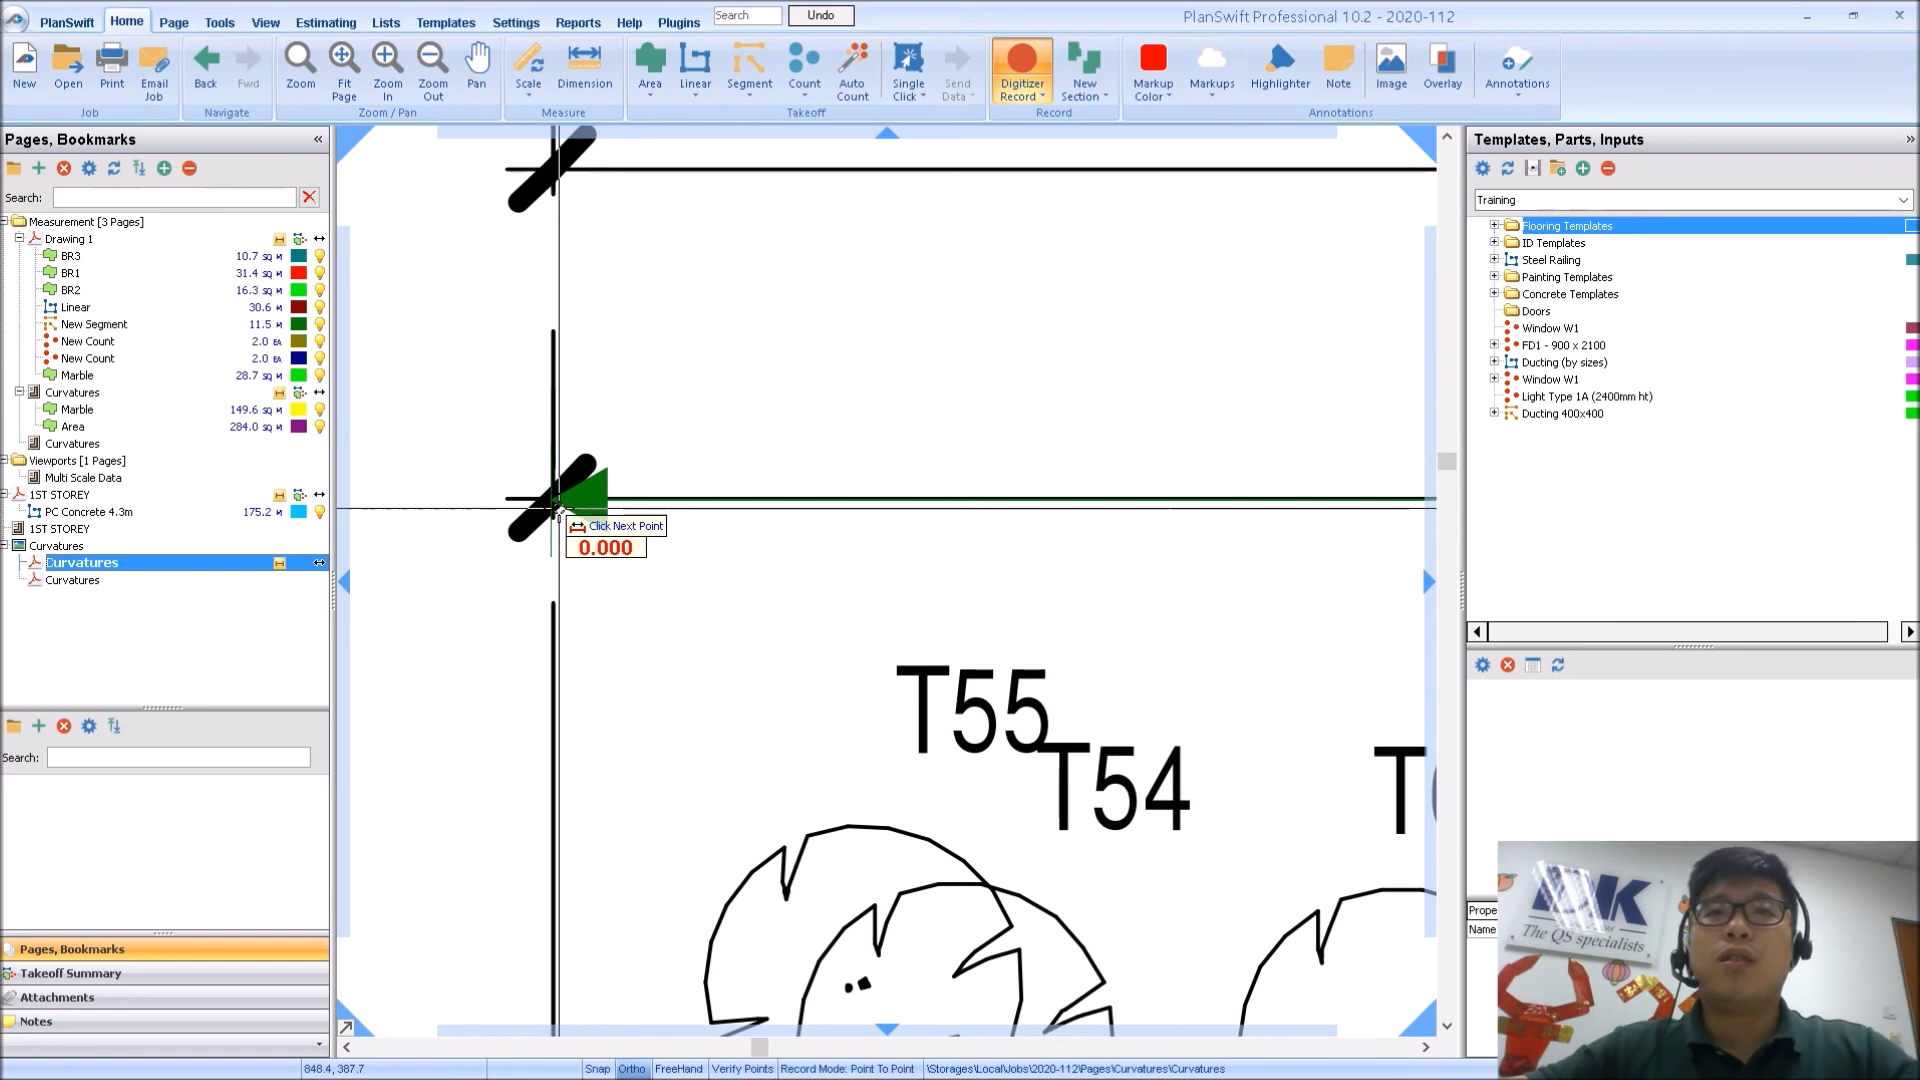 PlanSwift Home Page Tools View Estimating Lists Templates Settings Reports Help Plugins Search Undo PlanSwift Professional 10.2 - 2020-112
New Open Print Email Job Back Fwd Zoom Fit Page Zoom In Zoom Out Pan Scale Dimension Area Linear Segment Count Auto Count Single Click Send Data Digitizer Record New Section Markup Color Markups Highlighter Note Image Overlay Annotations
Job Navigate Zoom / Pan Measure Takeoff Record Annotations
Pages, Bookmarks
Search:
Measurement [3 Pages]
Drawing 1
BR3 10.7 SQ M
BR1 31.4 SQ M
BR2 16.3 SQ M
Linear 30.6 M
New Segment 11.5 M
New Count 2.0 EA
New Count 2.0 EA
Marble 28.7 SQ M
Curvatures
Marble 149.6 SQ M
Area 284.0 SQ M
Curvatures
Viewports [1 Pages]
Multi Scale Data
1ST STOREY
PC Concrete 4.3m 175.2 M
1ST STOREY
Curvatures
Curvatures
Curvatures
Search:
Pages, Bookmarks
Takeoff Summary
Attachments
Notes
Click Next Point
0.000
T55
T54
T
Templates, Parts, Inputs
Training
Flooring Templates
ID Templates
Steel Railing
Painting Templates
Concrete Templates
Doors
Window W1
FD1 - 900 x 2100
Ducting (by sizes)
Window W1
Light Type 1A (2400mm ht)
Ducting 400x400
Prope
Name
The QS specialists
848.4, 387.7 Snap Ortho FreeHand Verify Points Record Mode: Point To Point \Storages\Local\Jobs\2020-112\Pages\Curvatures\Curvatures